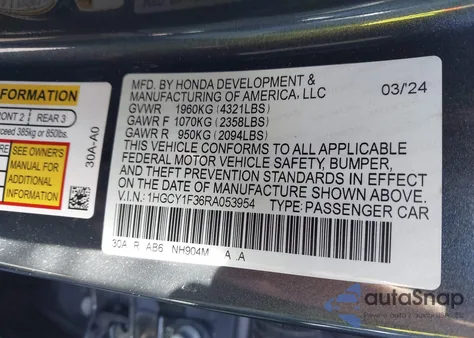 FORMATION
ONT 2 REAR 3
xceed 385kg or 850lbs.
RE
SEE OWNER'S
MANUAL FOR
ADDITIONAL
INFORMATION
30A-A0
MFD. BY HONDA DEVELOPMENT &
MANUFACTURING OF AMERICA, LLC 03/24
GVWR 1960KG (4321LBS)
GAWR F 1070KG (2358LBS)
GAWR R 950KG (2094LBS)
THIS VEHICLE CONFORMS TO ALL APPLICABLE
FEDERAL MOTOR VEHICLE SAFETY, BUMPER,
AND THEFT PREVENTION STANDARDS IN EFFECT
ON THE DATE OF MANUFACTURE SHOWN ABOVE.
V.I.N.: 1HGCY1F36RA053954 TYPE: PASSENGER CAR
30A R AB6 NH904M A A
autoSnap